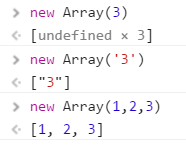 > new Array(3)
< [undefined × 3]
> new Array('3')
< ["3"]
> new Array(1,2,3)
< [1, 2, 3]